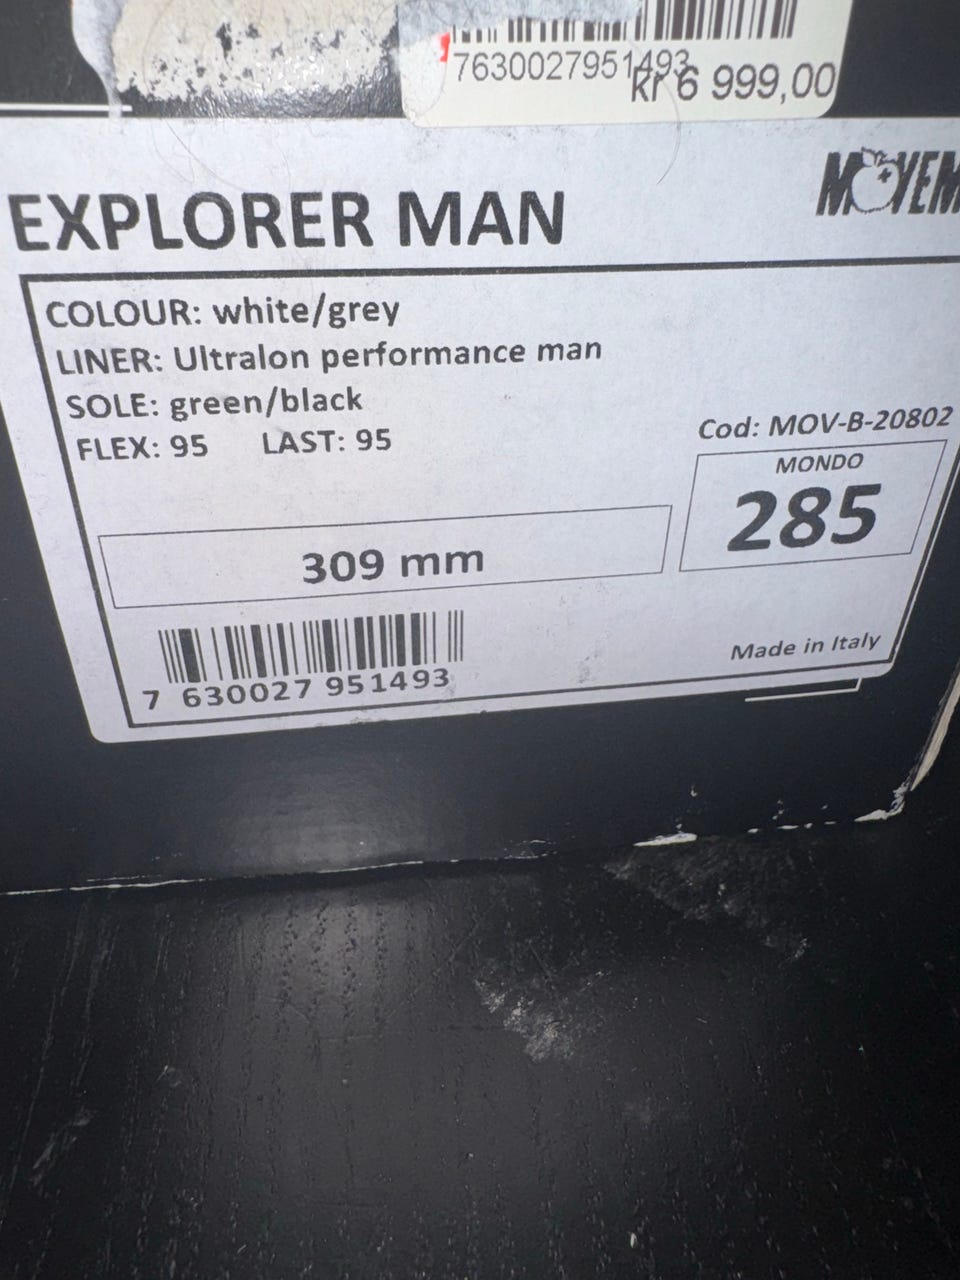 7630027951493
kr 6 999,00
EXPLORER MAN
COLOUR: white/grey
LINER: Ultralon performance man
SOLE: green/black
FLEX: 95 LAST: 95
Cod: MOV-B-20802
MONDO
285
309 mm
7 630027 951493
Made in Italy